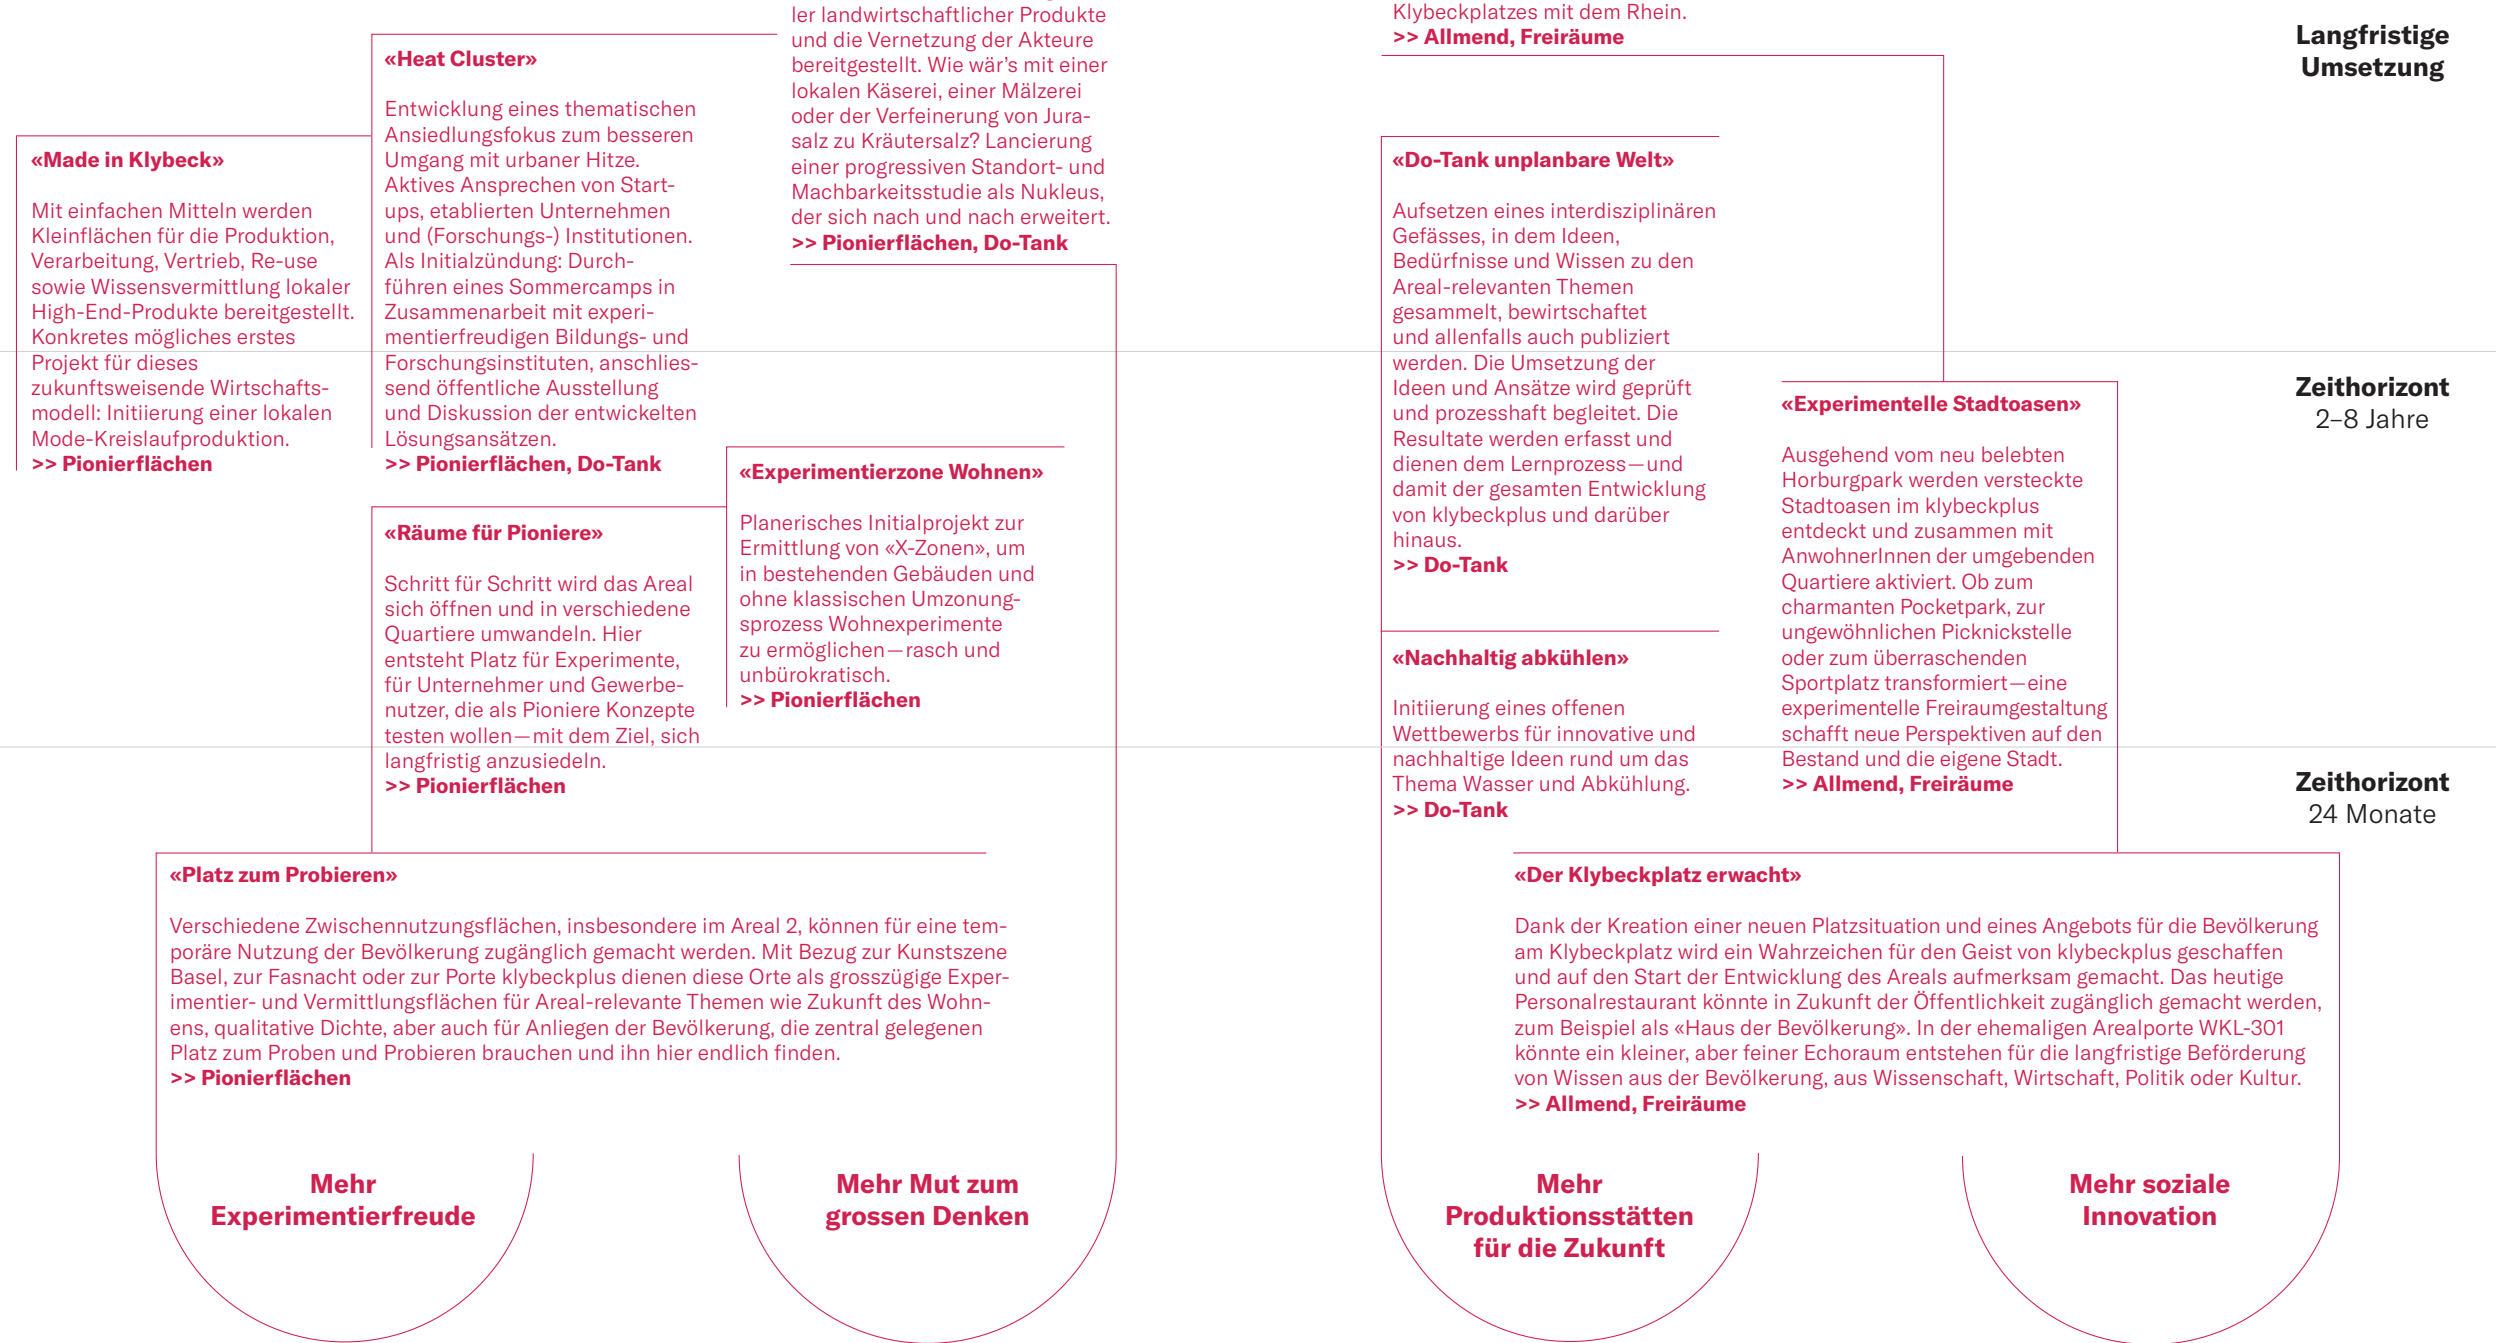 «Made in Klybeck»
Mit einfachen Mitteln werden
Kleinflächen für die Produktion,
Verarbeitung, Vertrieb, Re-use
sowie Wissensvermittlung lokaler
High-End-Produkte bereitgestellt.
Konkretes mögliches erstes
Projekt für dieses
zukunftsweisende Wirtschafts-
modell: Initiierung einer lokalen
Mode-Kreislaufproduktion.
>> Pionierflächen
«Heat Cluster»
Entwicklung eines thematischen
Ansiedlungsfokus zum besseren
Umgang mit urbaner Hitze.
Aktives Ansprechen von Start-
ups, etablierten Unternehmen
und (Forschungs-) Institutionen.
Als Initialzündung: Durch-
führen eines Sommercamps in
Zusammenarbeit mit experi-
mentierfreudigen Bildungs- und
Forschungsinstituten, anschlies-
send öffentliche Ausstellung
und Diskussion der entwickelten
Lösungsansätzen.
>> Pionierflächen, Do-Tank
ler landwirtschaftlicher Produkte
und die Vernetzung der Akteure
bereitgestellt. Wie wär's mit einer
lokalen Käserei, einer Mälzerei
oder der Verfeinerung von Jura-
salz zu Kräutersalz? Lancierung
einer progressiven Standort- und
Machbarkeitsstudie als Nukleus,
der sich nach und nach erweitert.
>> Pionierflächen, Do-Tank
Klybeckplatzes mit dem Rhein.
>> Allmend, Freiräume
Langfristige
Umsetzung
«Do-Tank unplanbare Welt»
Aufsetzen eines interdisziplinären
Gefässes, in dem Ideen,
Bedürfnisse und Wissen zu den
Areal-relevanten Themen
gesammelt, bewirtschaftet
und allenfalls auch publiziert
werden. Die Umsetzung der
Ideen und Ansätze wird geprüft
und prozesshaft begleitet. Die
Resultate werden erfasst und
dienen dem Lernprozess—und
damit der gesamten Entwicklung
von klybeckplus und darüber
hinaus.
>> Do-Tank
«Experimentelle Stadtoasen»
Ausgehend vom neu belebten
Horburgpark werden versteckte
Stadtoasen im klybeckplus
entdeckt und zusammen mit
AnwohnerInnen der umgebenden
Quartiere aktiviert. Ob zum
charmanten Pocketpark, zur
ungewöhnlichen Picknickstelle
oder zum überraschenden
Sportplatz transformiert—eine
experimentelle Freiraumgestaltung
schafft neue Perspektiven auf den
Bestand und die eigene Stadt.
>> Allmend, Freiräume
Zeithorizont
2–8 Jahre
«Räume für Pioniere»
Schritt für Schritt wird das Areal
sich öffnen und in verschiedene
Quartiere umwandeln. Hier
entsteht Platz für Experimente,
für Unternehmer und Gewerbe-
nutzer, die als Pioniere Konzepte
testen wollen—mit dem Ziel, sich
langfristig anzusiedeln.
>> Pionierflächen
«Experimentierzone Wohnen»
Planerisches Initialprojekt zur
Ermittlung von «X-Zonen», um
in bestehenden Gebäuden und
ohne klassischen Umzonung-
sprozess Wohnexperimente
zu ermöglichen—rasch und
unbürokratisch.
>> Pionierflächen
«Nachhaltig abkühlen»
Initiierung eines offenen
Wettbewerbs für innovative und
nachhaltige Ideen rund um das
Thema Wasser und Abkühlung.
>> Do-Tank
Zeithorizont
24 Monate
«Platz zum Probieren»
Verschiedene Zwischennutzungsflächen, insbesondere im Areal 2, können für eine tem-
poräre Nutzung der Bevölkerung zugänglich gemacht werden. Mit Bezug zur Kunstszene
Basel, zur Fasnacht oder zur Porte klybeckplus dienen diese Orte als grosszügige Exper-
imentier- und Vermittlungsflächen für Areal-relevante Themen wie Zukunft des Wohn-
ens, qualitative Dichte, aber auch für Anliegen der Bevölkerung, die zentral gelegenen
Platz zum Proben und Probieren brauchen und ihn hier endlich finden.
>> Pionierflächen
«Der Klybeckplatz erwacht»
Dank der Kreation einer neuen Platzsituation und eines Angebots für die Bevölkerung
am Klybeckplatz wird ein Wahrzeichen für den Geist von klybeckplus geschaffen
und auf den Start der Entwicklung des Areals aufmerksam gemacht. Das heutige
Personalrestaurant könnte in Zukunft der Öffentlichkeit zugänglich gemacht werden,
zum Beispiel als «Haus der Bevölkerung». In der ehemaligen Arealporte WKL-301
könnte ein kleiner, aber feiner Echoraum entstehen für die langfristige Beförderung
von Wissen aus der Bevölkerung, aus Wissenschaft, Wirtschaft, Politik oder Kultur.
>> Allmend, Freiräume
Mehr
Experimentierfreude
Mehr Mut zum
grossen Denken
Mehr
Produktionsstätten
für die Zukunft
Mehr soziale
Innovation